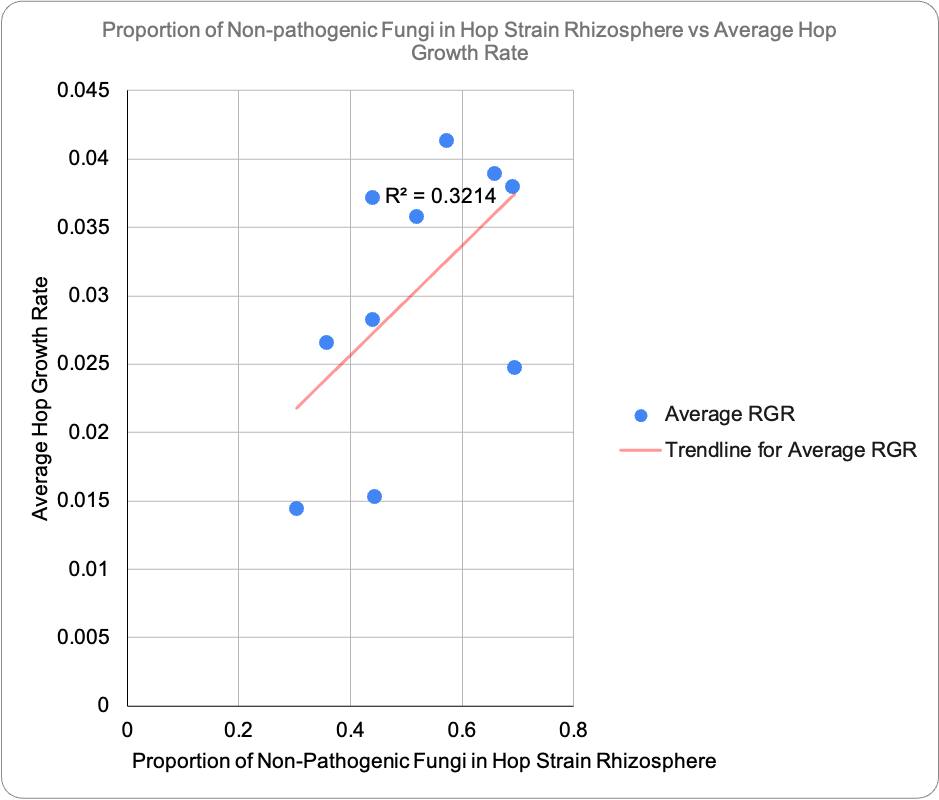 Proportion of Non-pathogenic Fungi in Hop Strain Rhizosphere vs Average Hop
Growth Rate
0.045
0.04
0.035
0.03
0.025
0.02
0.015
0.01
0.005
0
Average Hop Growth Rate
R² = 0.3214
Average RGR
Trendline for Average RGR
0 0.2 0.4 0.6 0.8
Proportion of Non-Pathogenic Fungi in Hop Strain Rhizosphere